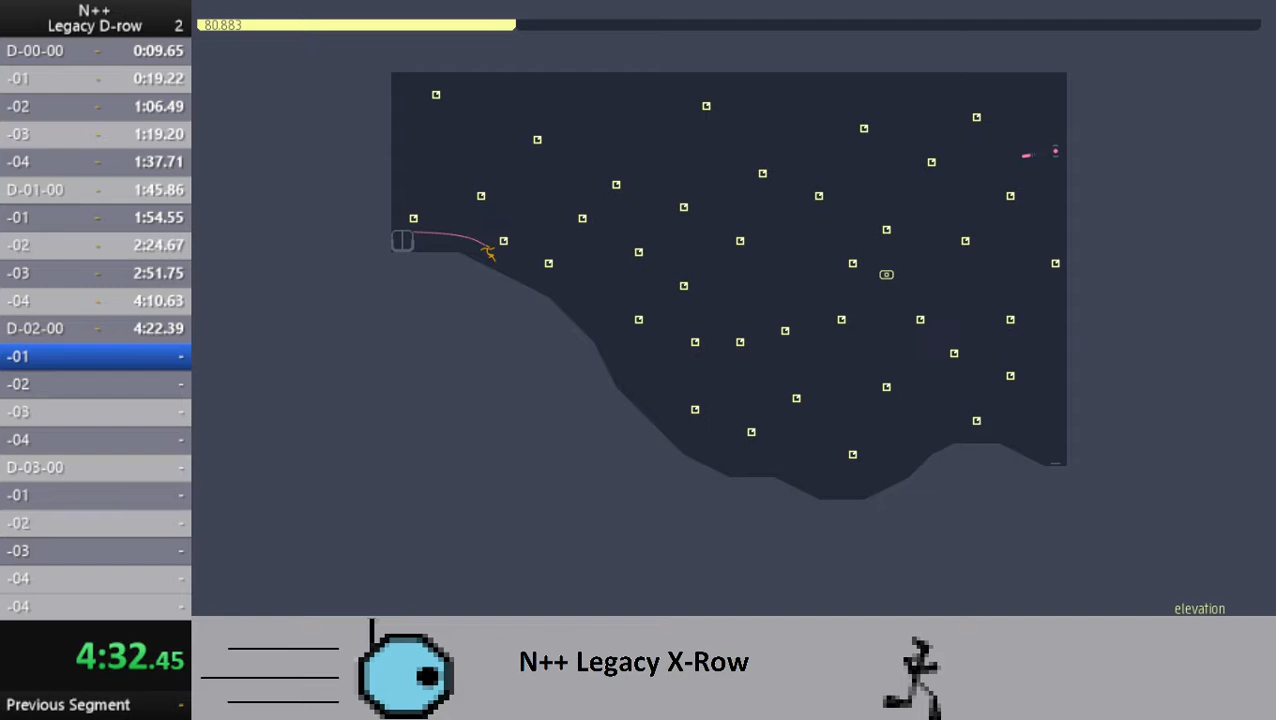 N++
Legacy D-row 2
D-00-00 - 0:09.65
-01 - 0:19.22
-02 - 1:06.49
-03 - 1:19.20
-04 - 1:37.71
D-01-00 - 1:45.86
-01 - 1:54.55
-02 - 2:24.67
-03 - 2:51.75
-04 - 4:10.63
D-02-00 - 4:22.39
-01 -
-02 -
-03 -
-04 -
D-03-00 -
-01 -
-02 -
-03 -
-04 -
-04 -
4:32.45
Previous Segment -
80.883
elevation
N++ Legacy X-Row